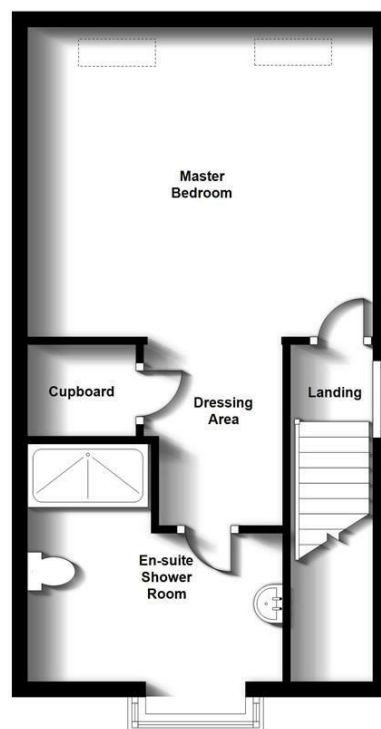 Master
Bedroom
Cupboard
Dressing
Area
Landing
En-suite
Shower
Room